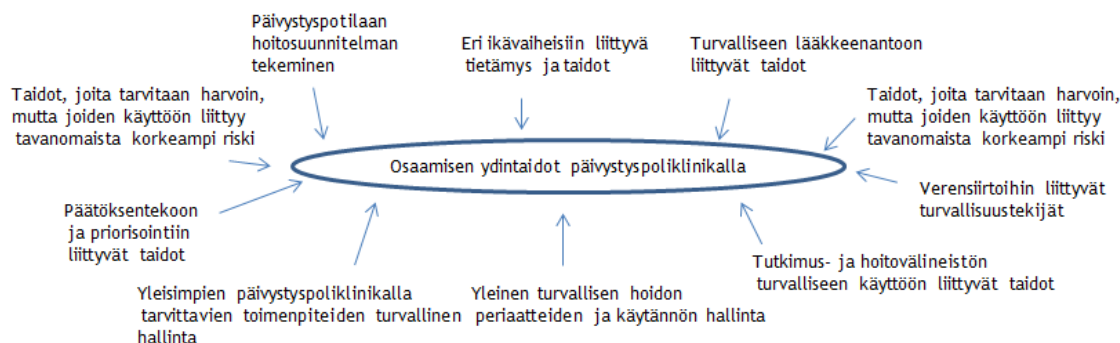 Päivystyspotilaan
hoitosuunnitelman
tekeminen
Eri ikävaiheisiin liittyvä
tietämys ja taidot
Turvalliseen lääkkeenantoon
liittyvät taidot
Taidot, joita tarvitaan harvoin,
mutta joiden käyttöön liittyy
tavanomaista korkeampi riski
Taidot, joita tarvitaan harvoin,
mutta joiden käyttöön liittyy
tavanomaista korkeampi riski
Osaamisen ydintaidot päivystyspoliklinikalla
Verensiirtoihin liittyvät
turvallisuustekijät
Päätöksentekoon
ja priorisointiin
liittyvät taidot
Tutkimus- ja hoitovälineistön
turvalliseen käyttöön liittyvät taidot
Yleisimpien päivystyspoliklinikalla
tarvittavien toimenpiteiden turvallinen
hallinta
Yleinen turvallisen hoidon
periaatteiden ja käytännön hallinta